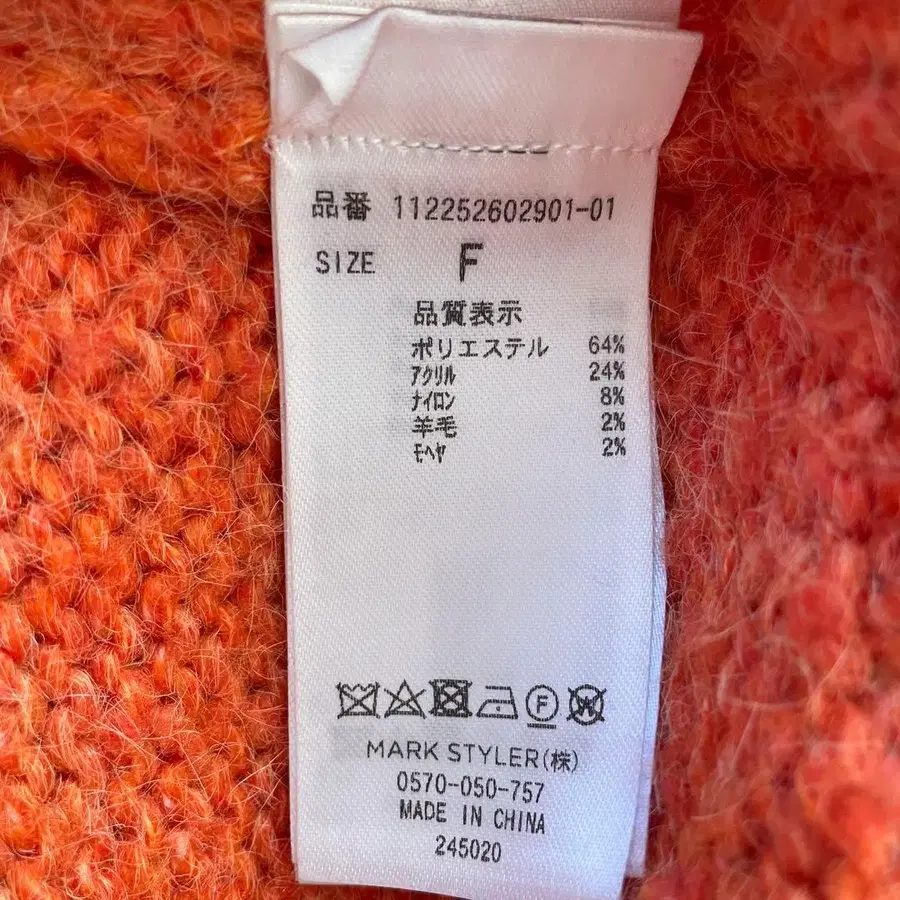 品番 112252602901-01
SIZE F
品質表示
ポリエステル 64%
アクリル 24%
ナイロン 8%
羊毛 2%
モヘヤ 2%
F
MARK STYLER(株)
0570-050-757
MADE IN CHINA
245020